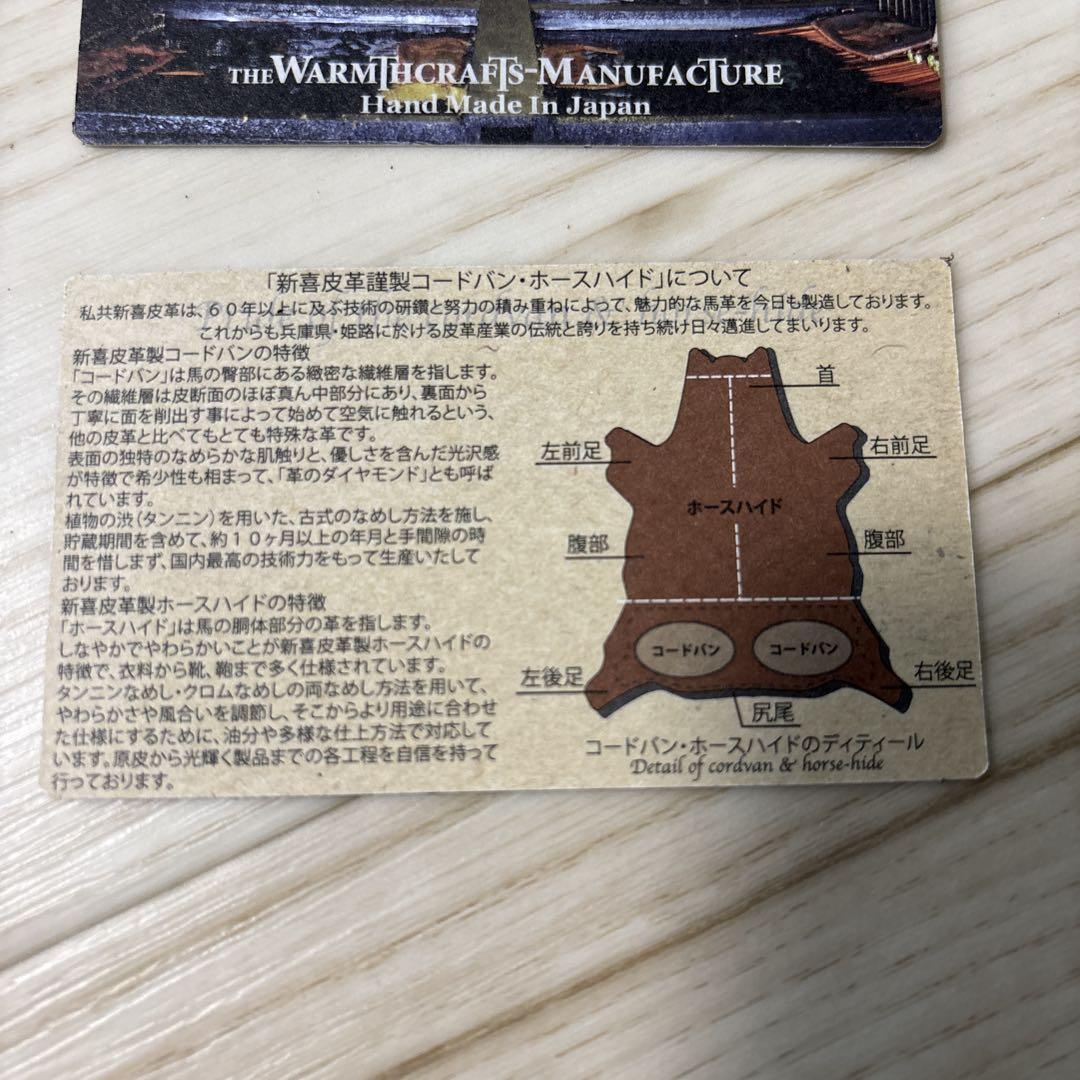 THE WARMTHCRAFTS-MANUFACTURE
Hand Made In Japan
「新喜皮革謹製コードバン・ホースハイド」について
私共新喜皮革は、60年以上に及ぶ技術の研鑽と努力の積み重ねによって、魅力的な馬革を今日も製造しております。
これからも兵庫県・姫路に於ける皮革産業の伝統と誇りを持ち続け日々邁進してまいります。
新喜皮革製コードバンの特徴
「コードバン」は馬の臀部にある緻密な繊維層を指します。
その繊維層は皮断面のほぼ真ん中部分にあり、裏面から
丁寧に面を削出す事によって始めて空気に触れるという、
他の皮革と比べてもとても特殊な革です。
表面の独特のなめらかな肌触りと、優しさを含んだ光沢感
が特徴で希少性も相まって、「革のダイヤモンド」とも呼ば
れています。
植物の渋(タンニン)を用いた、古式のなめし方法を施し、
貯蔵期間を含めて、約10ヶ月以上の年月と手間隙の時
間を惜しまず、国内最高の技術力をもって生産いたして
おります。
新喜皮革製ホースハイドの特徴
「ホースハイド」は馬の胴体部分の革を指します。
しなやかでやわらかいことが新喜皮革製ホースハイドの
特徴で、衣料から靴、鞄まで多く仕様されています。
タンニンなめし・クロムなめしの両なめし方法を用いて、
やわらかさや風合いを調節し、そこからより用途に合わせ
た仕様にするために、油分や多様な仕上方法で対応して
います。原皮から光輝く製品までの各工程を自信を持って
行っております。
首
左前足
右前足
ホースハイド
腹部
腹部
コードバン
コードバン
左後足
右後足
尻尾
コードバン・ホースハイドのディティール
Detail of cordvan & horse-hide